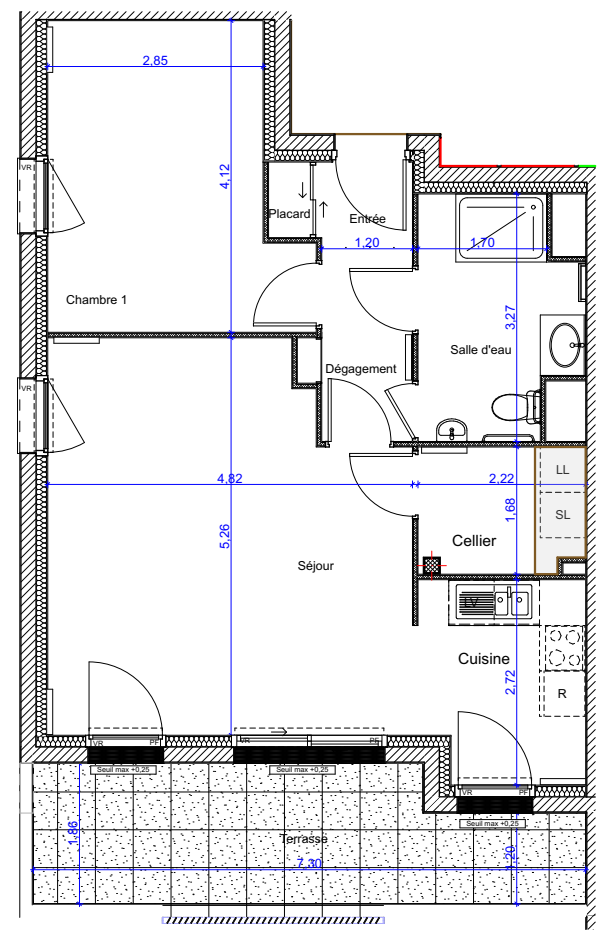 2,85
4,12
VR
Placard
Entrée
1,20
1,70
Chambre 1
3,27
Salle d'eau
Dégagement
VR
4,82
2,22
LL
1,68
SL
5,26
Cellier
Séjour
LV
Cuisine
2,72
R
VR PF
VR PF
Seuil max +0,25
Seuil max +0,25
VR PF
Seuil max +0,25
1,86
Terrasse
1,20
7,30